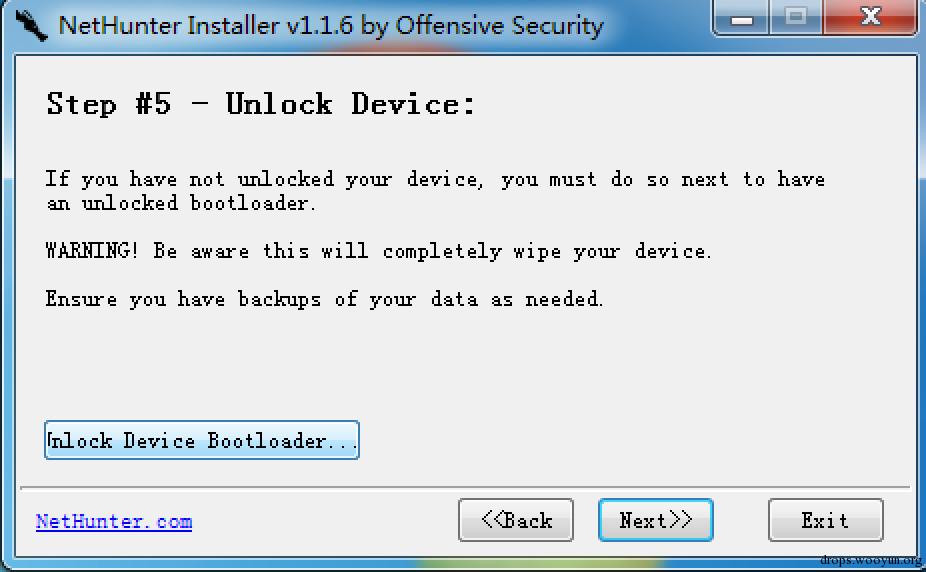 NetHunter Installer v1.1.6 by Offensive Security
Step #5 - Unlock Device:
If you have not unlocked your device, you must do so next to have
an unlocked bootloader.
WARNING! Be aware this will completely wipe your device.
Ensure you have backups of your data as needed.
Unlock Device Bootloader...
NetHunter.com
<<Back
Next>>
Exit
drops.wooyun.org